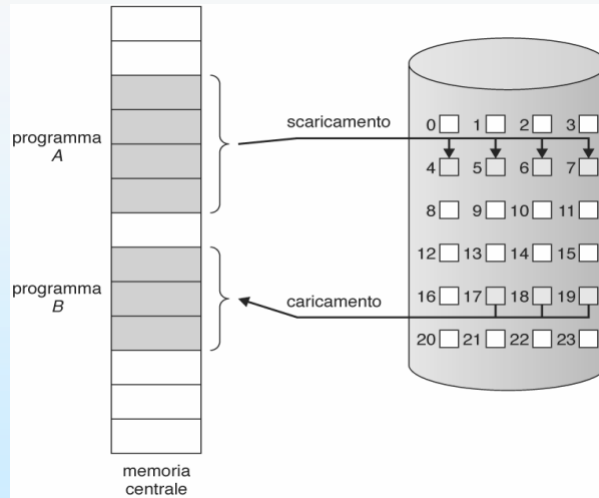 programma
A
programma
B
memoria
centrale
scaricamento
caricamento
0 1 2 3
4 5 6 7
8 9 10 11
12 13 14 15
16 17 18 19
20 21 22 23